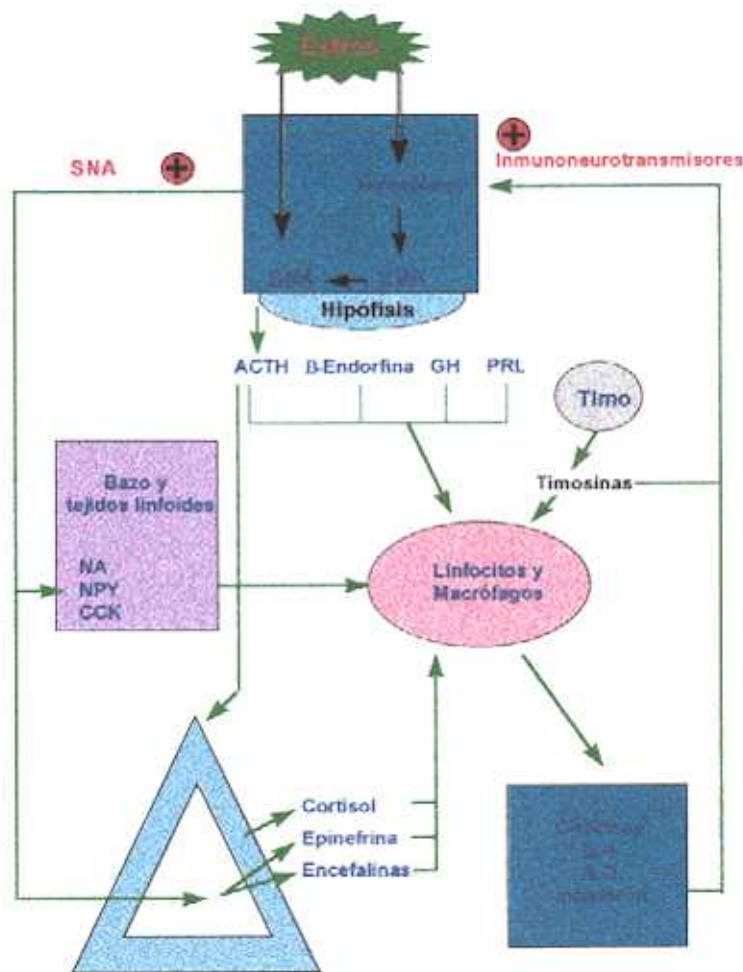 Estrés
SNA
Inmunoneurotransmisores
Hipófisis
ACTH β-Endorfina GH PRL
Timo
Bazo y
tejidos linfoides
Timosinas
NA
NPY
CCK
Linfocitos y
Macrófagos
Cortisol
Epinefrina
Encefalinas